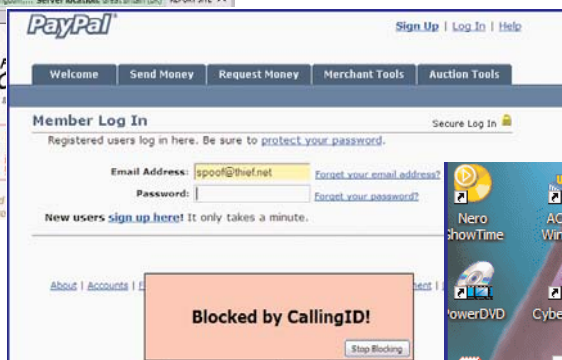 Server location: Great Britain (UK) REPORT SITE
PayPal
Sign Up | Log In | Help
Welcome
Send Money
Request Money
Merchant Tools
Auction Tools
Member Log In
Secure Log In
Registered users log in here. Be sure to protect your password.
Email Address: spoof@thief.net Forget your email address?
Password: Forget your password?
New users sign up here! It only takes a minute.
About | Accounts |
Blocked by CallingID!
Stop Blocking
Nero
ShowTime
PowerDVD